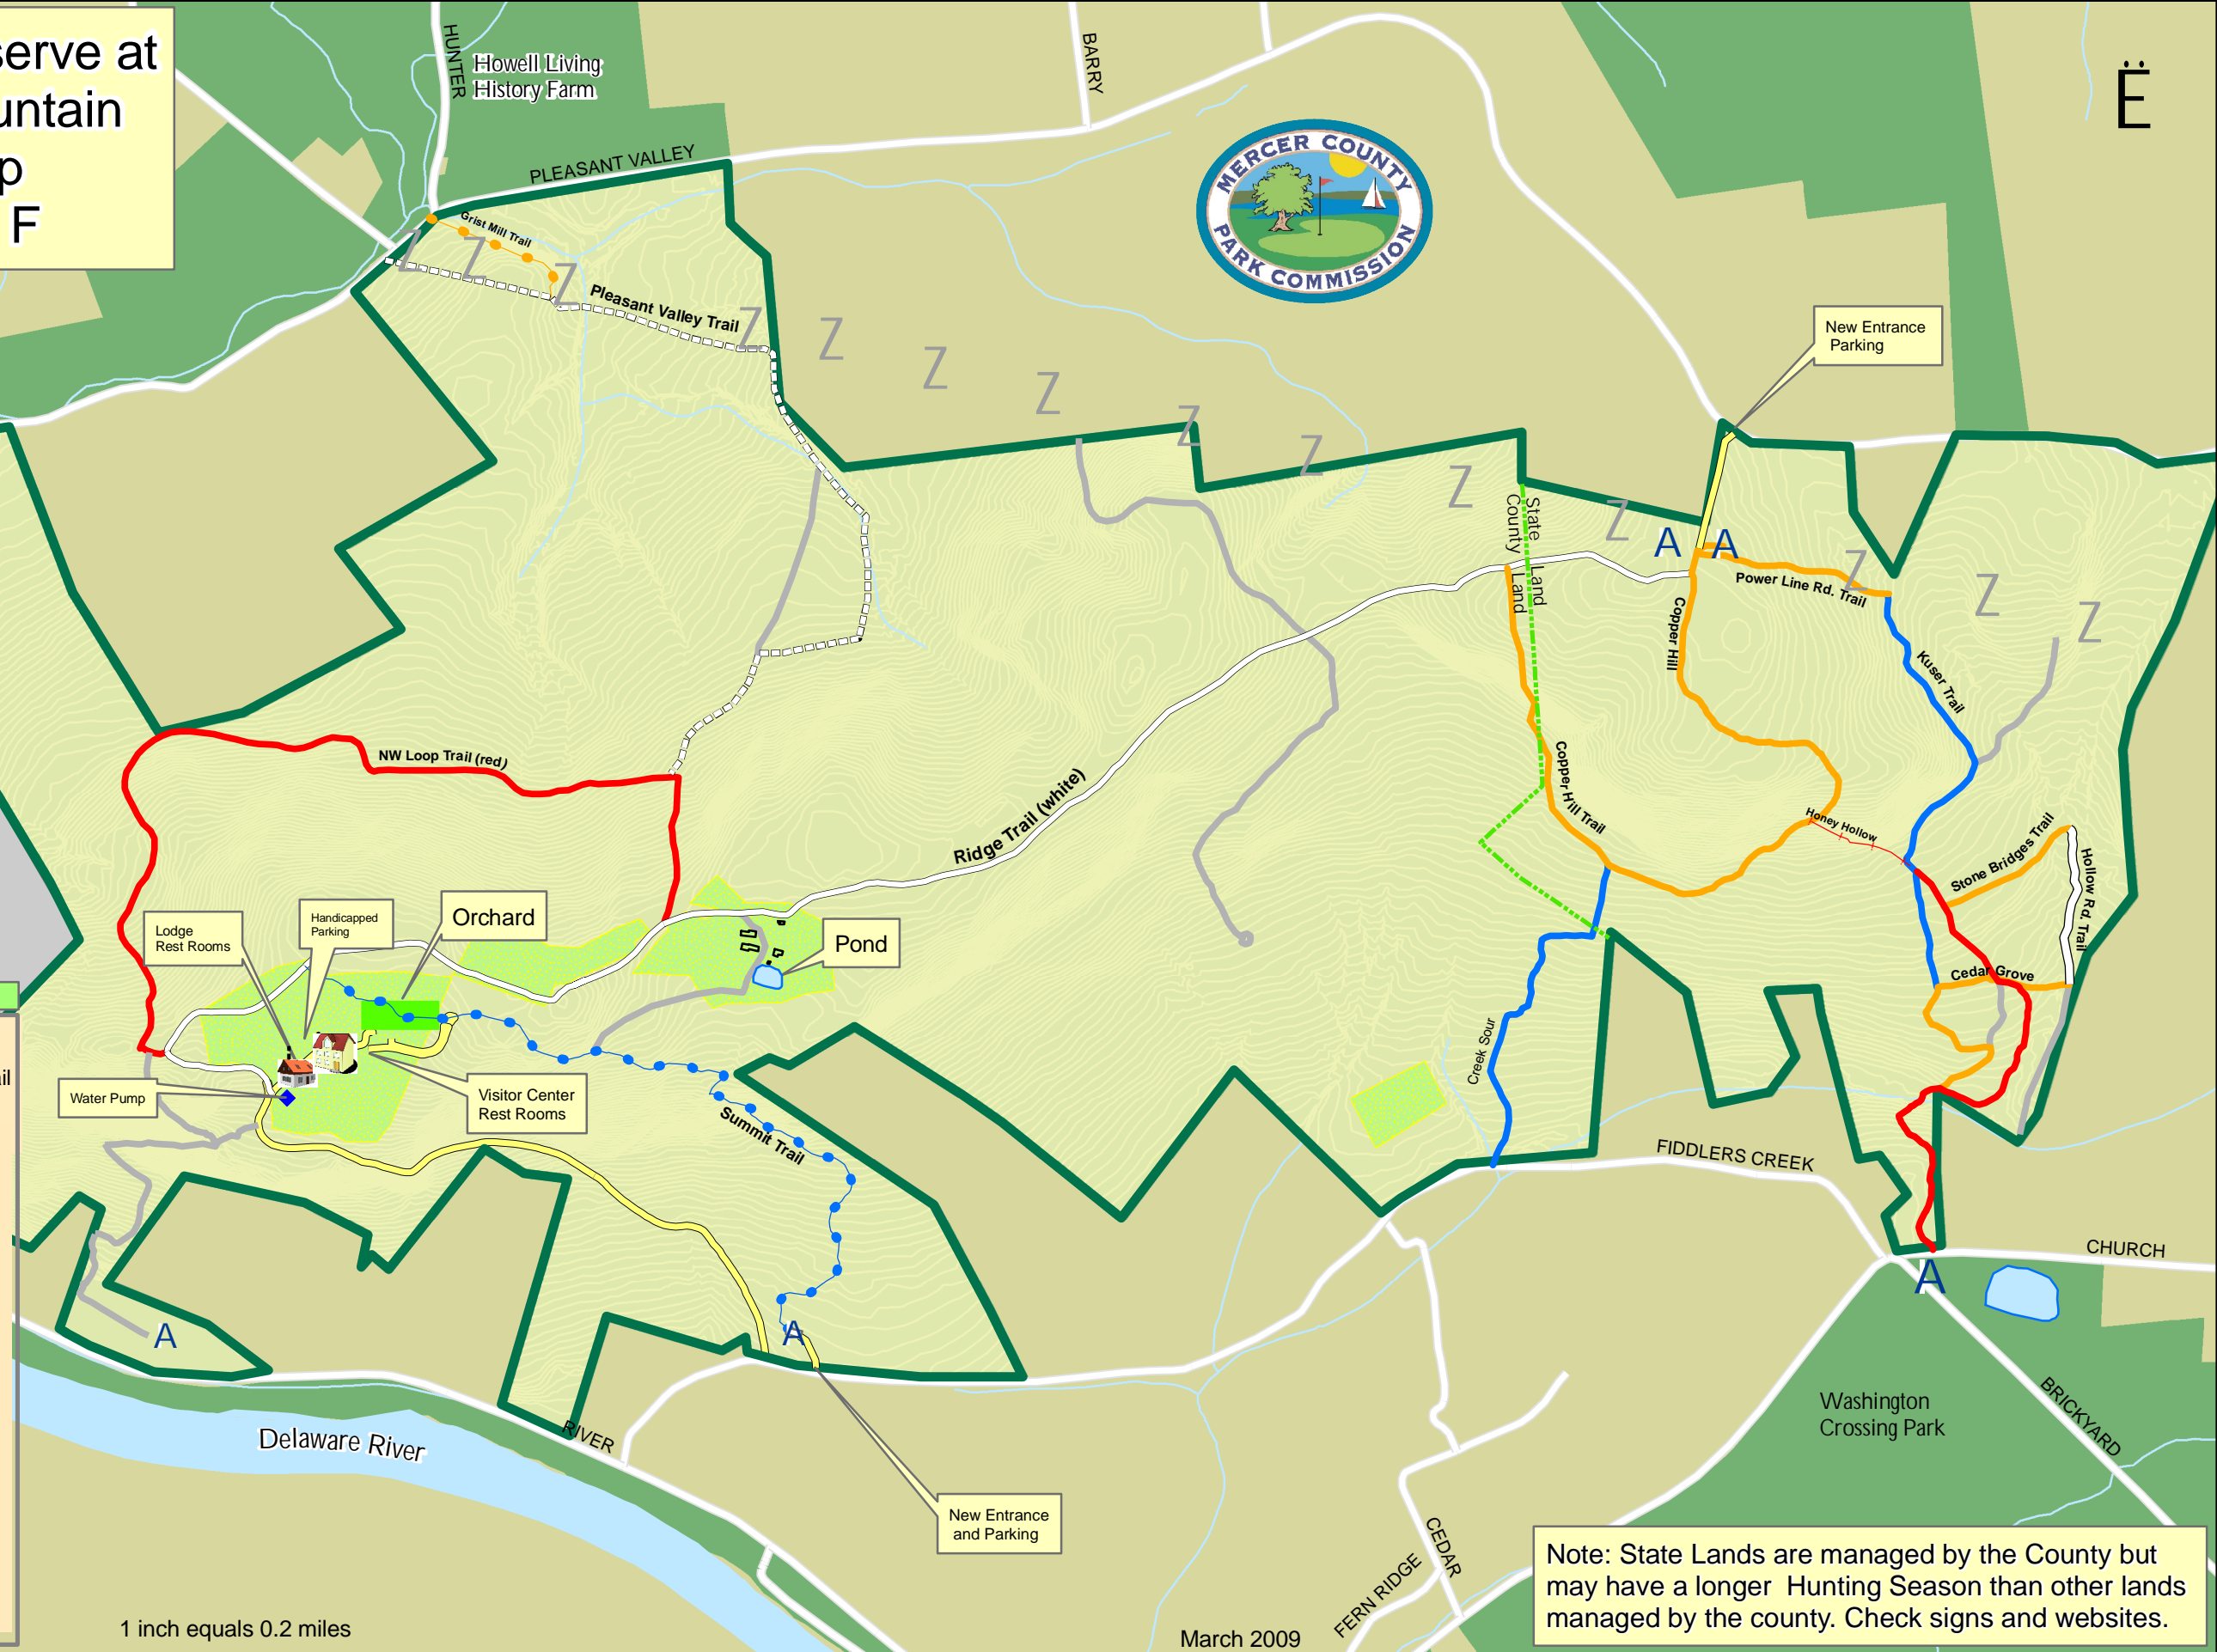 serve at
untain
p
F
HUNTER
Howell Living
History Farm
BARRY
Ë
PLEASANT VALLEY
MERCER COUNTY
PARK COMMISSION
Grist Mill Trail
Z
Z
Z
Pleasant Valley Trail
Z
Z
Z
Z
Z
Z
Z
Z
Z
Z
Z
New Entrance
Parking
State
Land
County
Land
A
A
Power Line Rd. Trail
Copper Hill
Kuser Trail
Copper Hill Trail
Honey Hollow
Stone Bridges Trail
Hollow Rd. Trail
Cedar Grove
NW Loop Trail (red)
Ridge Trail (white)
Lodge
Rest Rooms
Handicapped
Parking
Orchard
Pond
ail
Water Pump
Visitor Center
Rest Rooms
Summit Trail
Creek Sour
FIDDLERS CREEK
CHURCH
A
A
A
Delaware River
RIVER
New Entrance
and Parking
Washington
Crossing Park
BRICKYARD
CEDAR
FERN RIDGE
1 inch equals 0.2 miles
March 2009
Note: State Lands are managed by the County but
may have a longer Hunting Season than other lands
managed by the county. Check signs and websites.